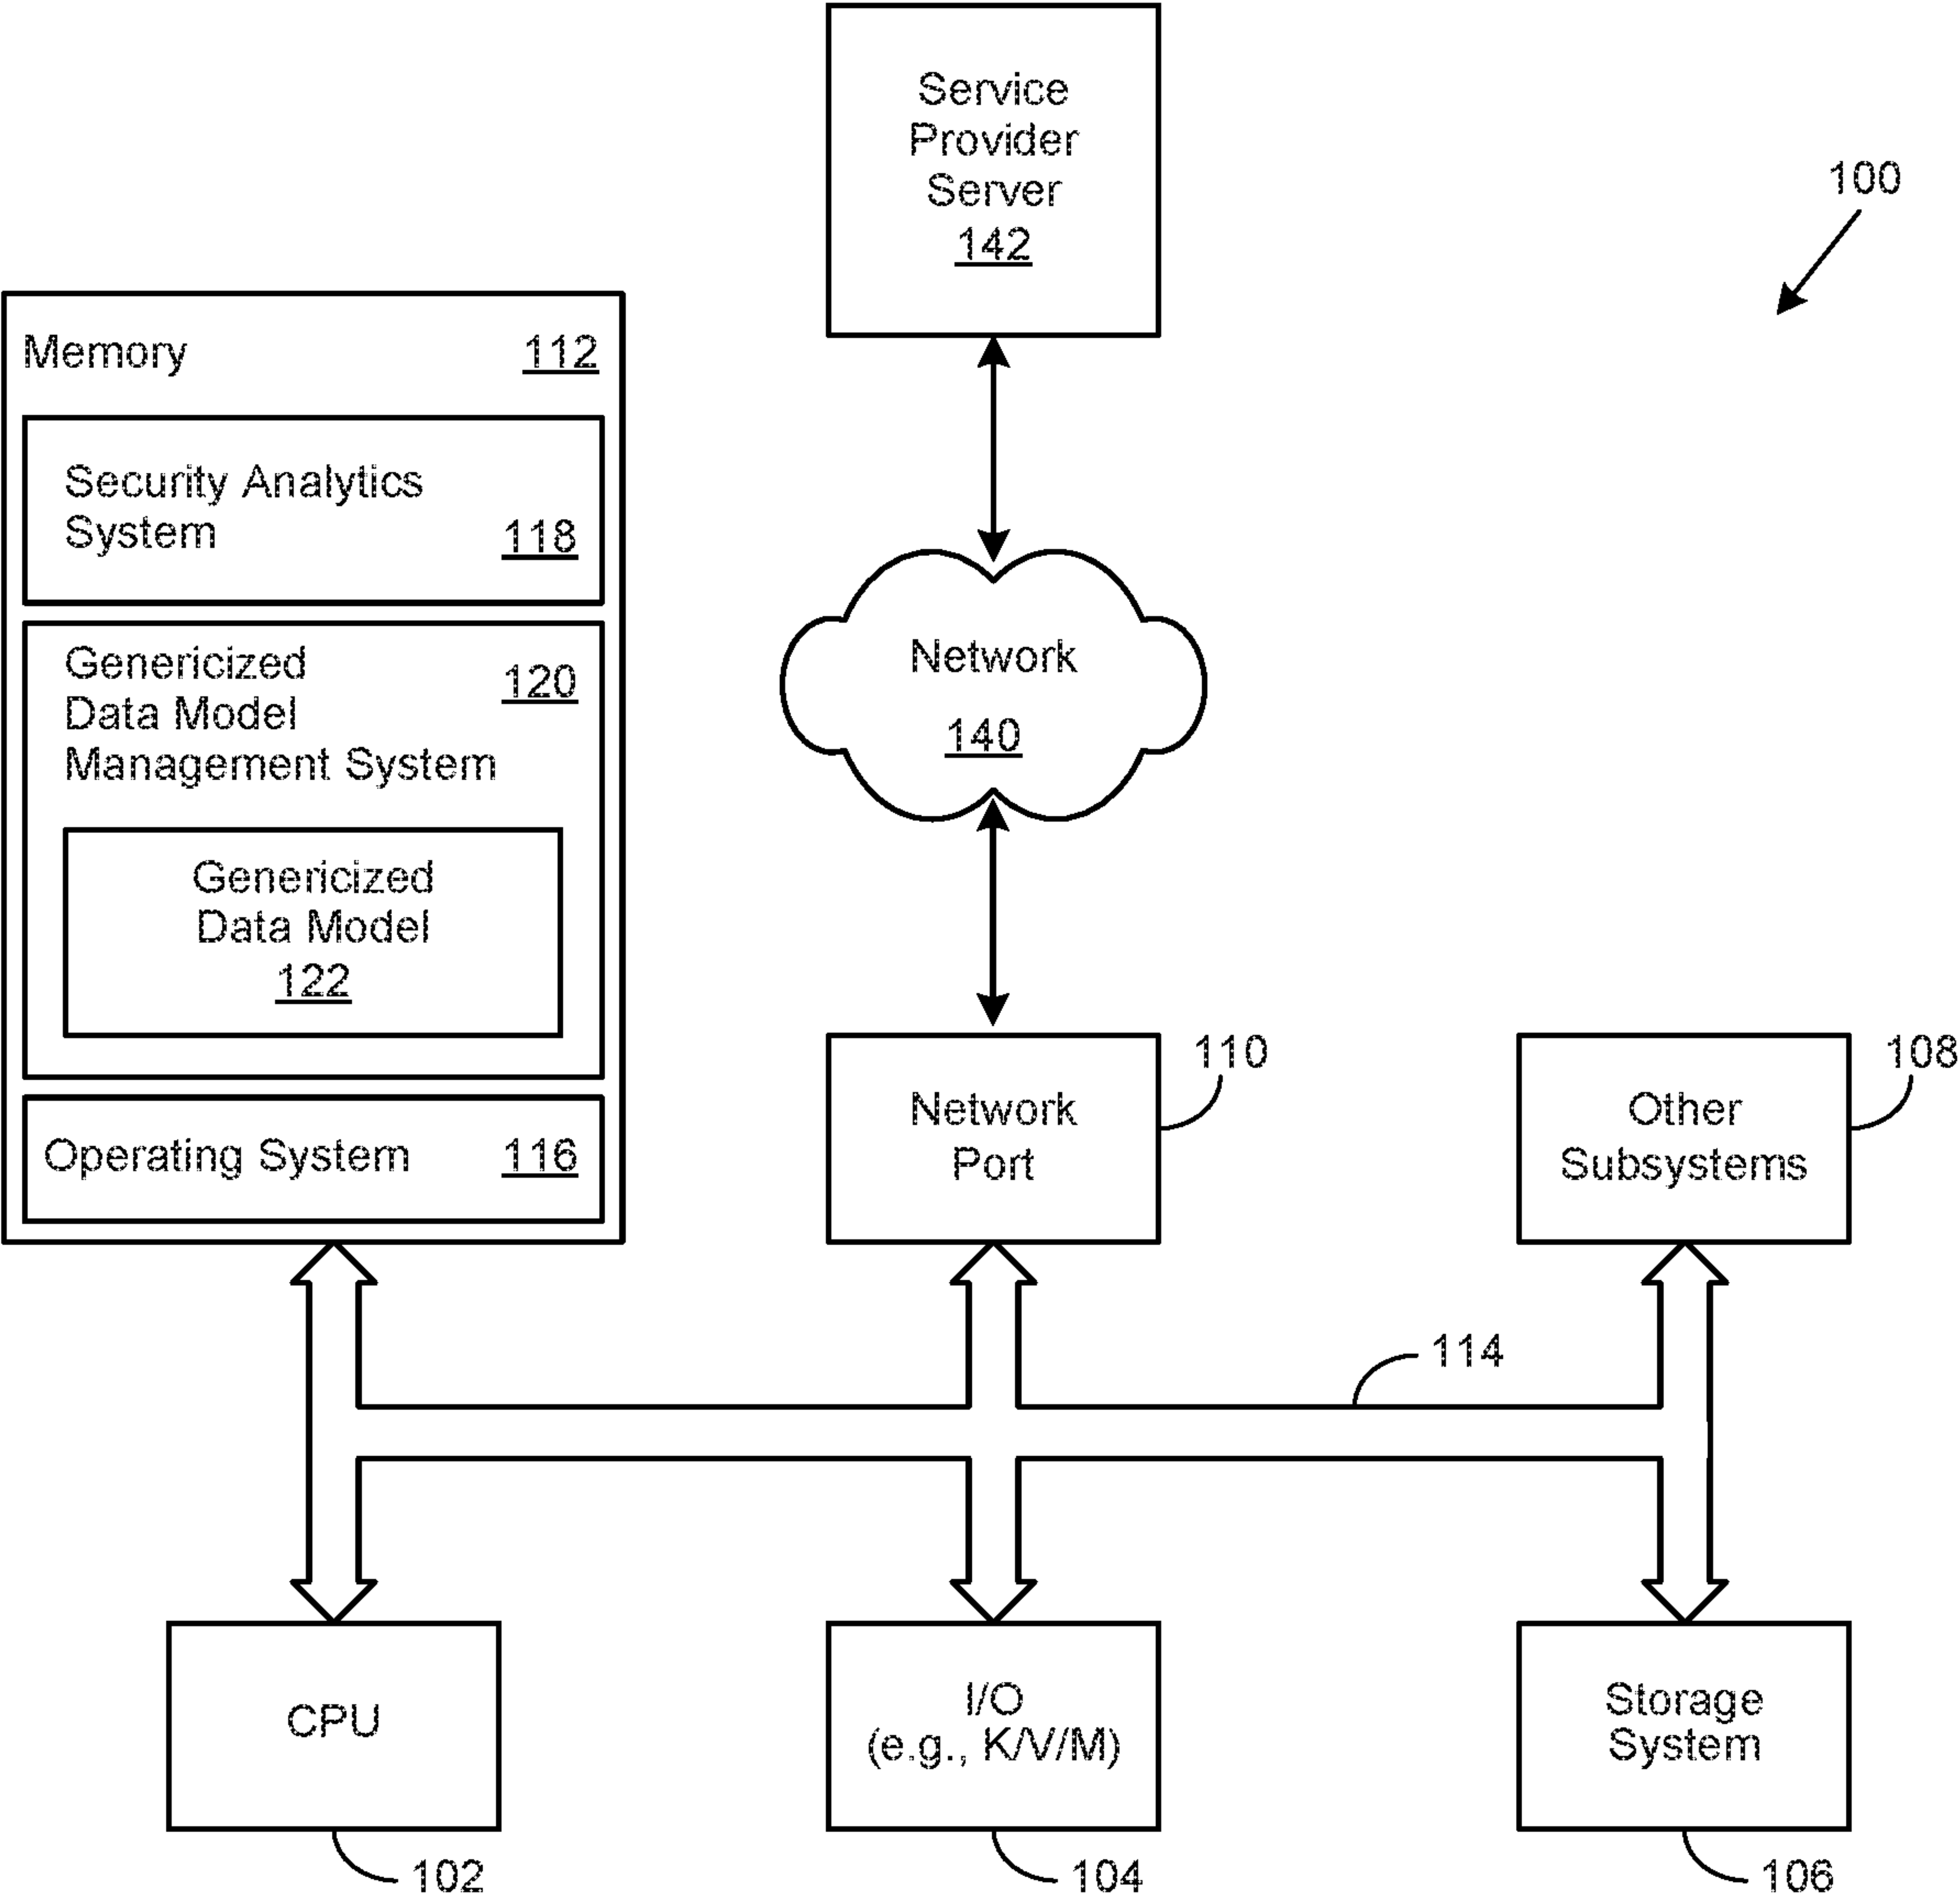 Service
Provider
Server
142
100
Memory 112
Security Analytics
System 118
Genericized 120
Data Model
Management System
Genericized
Data Model
122
Operating System 116
Network
140
Network
Port
110
Other
Subsystems
108
114
CPU
102
I/O
(e.g., K/V/M)
104
Storage
System
106